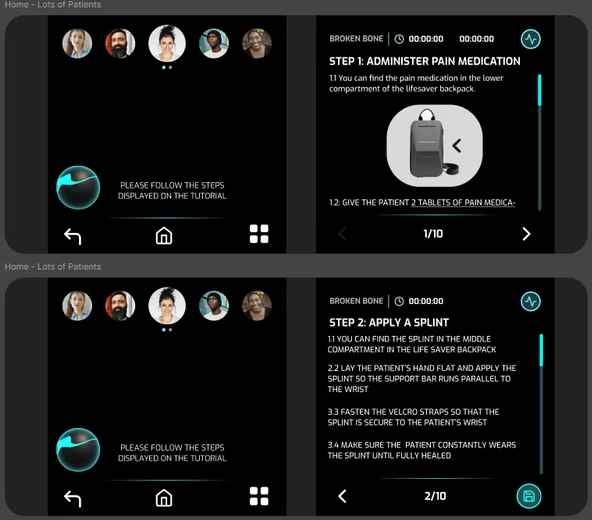 Home - Lots of Patients
BROKEN BONE 00:00:00 00:00:00
STEP 1: ADMINISTER PAIN MEDICATION
1.1 You can find the pain medication in the lower
compartment of the lifesaver backpack.
PLEASE FOLLOW THE STEPS
DISPLAYED ON THE TUTORIAL
1.2: GIVE THE PATIENT 2 TABLETS OF PAIN MEDICA-
1/10
Home - Lots of Patients
BROKEN BONE 00:00:00
STEP 2: APPLY A SPLINT
1.1 YOU CAN FIND THE SPLINT IN THE MIDDLE
COMPARTMENT IN THE LIFE SAVER BACKPACK
2.2 LAY THE PATIENT'S HAND FLAT AND APPLY THE
SPLINT SO THE SUPPORT BAR RUNS PARALLEL TO
THE WRIST
3.3 FASTEN THE VELCRO STRAPS SO THAT THE
SPLINT IS SECURE TO THE PATIENT'S WRIST
3.4 MAKE SURE THE PATIENT CONSTANTLY WEARS
THE SPLINT UNTIL FULLY HEALED
PLEASE FOLLOW THE STEPS
DISPLAYED ON THE TUTORIAL
2/10